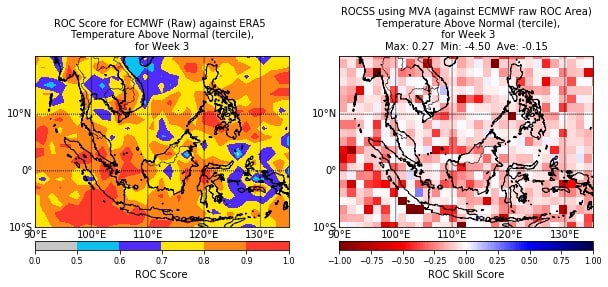 ROC Score for ECMWF (Raw) against ERA5
Temperature Above Normal (tercile),
for Week 3
10°N
0°
10°S
90°E 100°E 110°E 120°E 130°E
0.0 0.5 0.6 0.7 0.8 0.9 1.0
ROC Score
ROCSS using MVA (against ECMWF raw ROC Area)
Temperature Above Normal (tercile),
for Week 3
Max: 0.27 Min: -4.50 Ave: -0.15
10°N
0°
10°S
90°E 100°E 110°E 120°E 130°E
−1.00 −0.75 −0.50 −0.25 0.00 0.25 0.50 0.75 1.00
ROC Skill Score